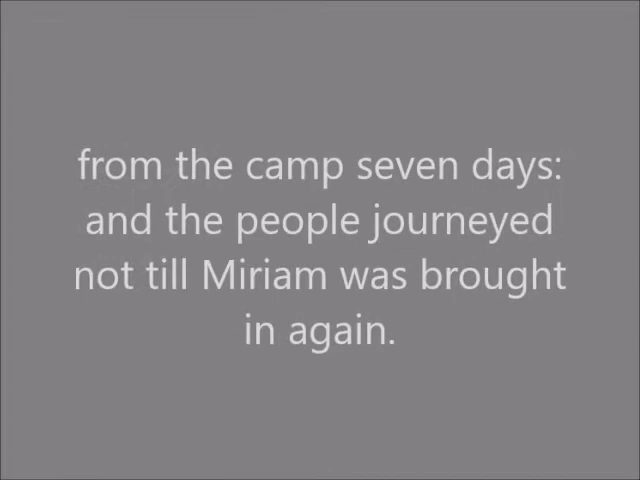 from the camp seven days:
and the people journeyed
not till Miriam was brought
in again.